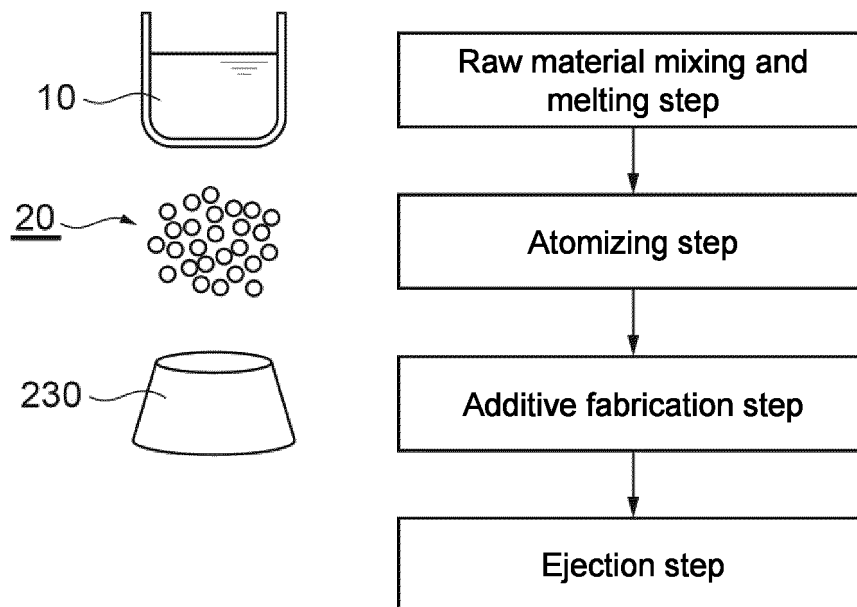 10
Raw material mixing and
melting step
20
Atomizing step
230
Additive fabrication step
Ejection step